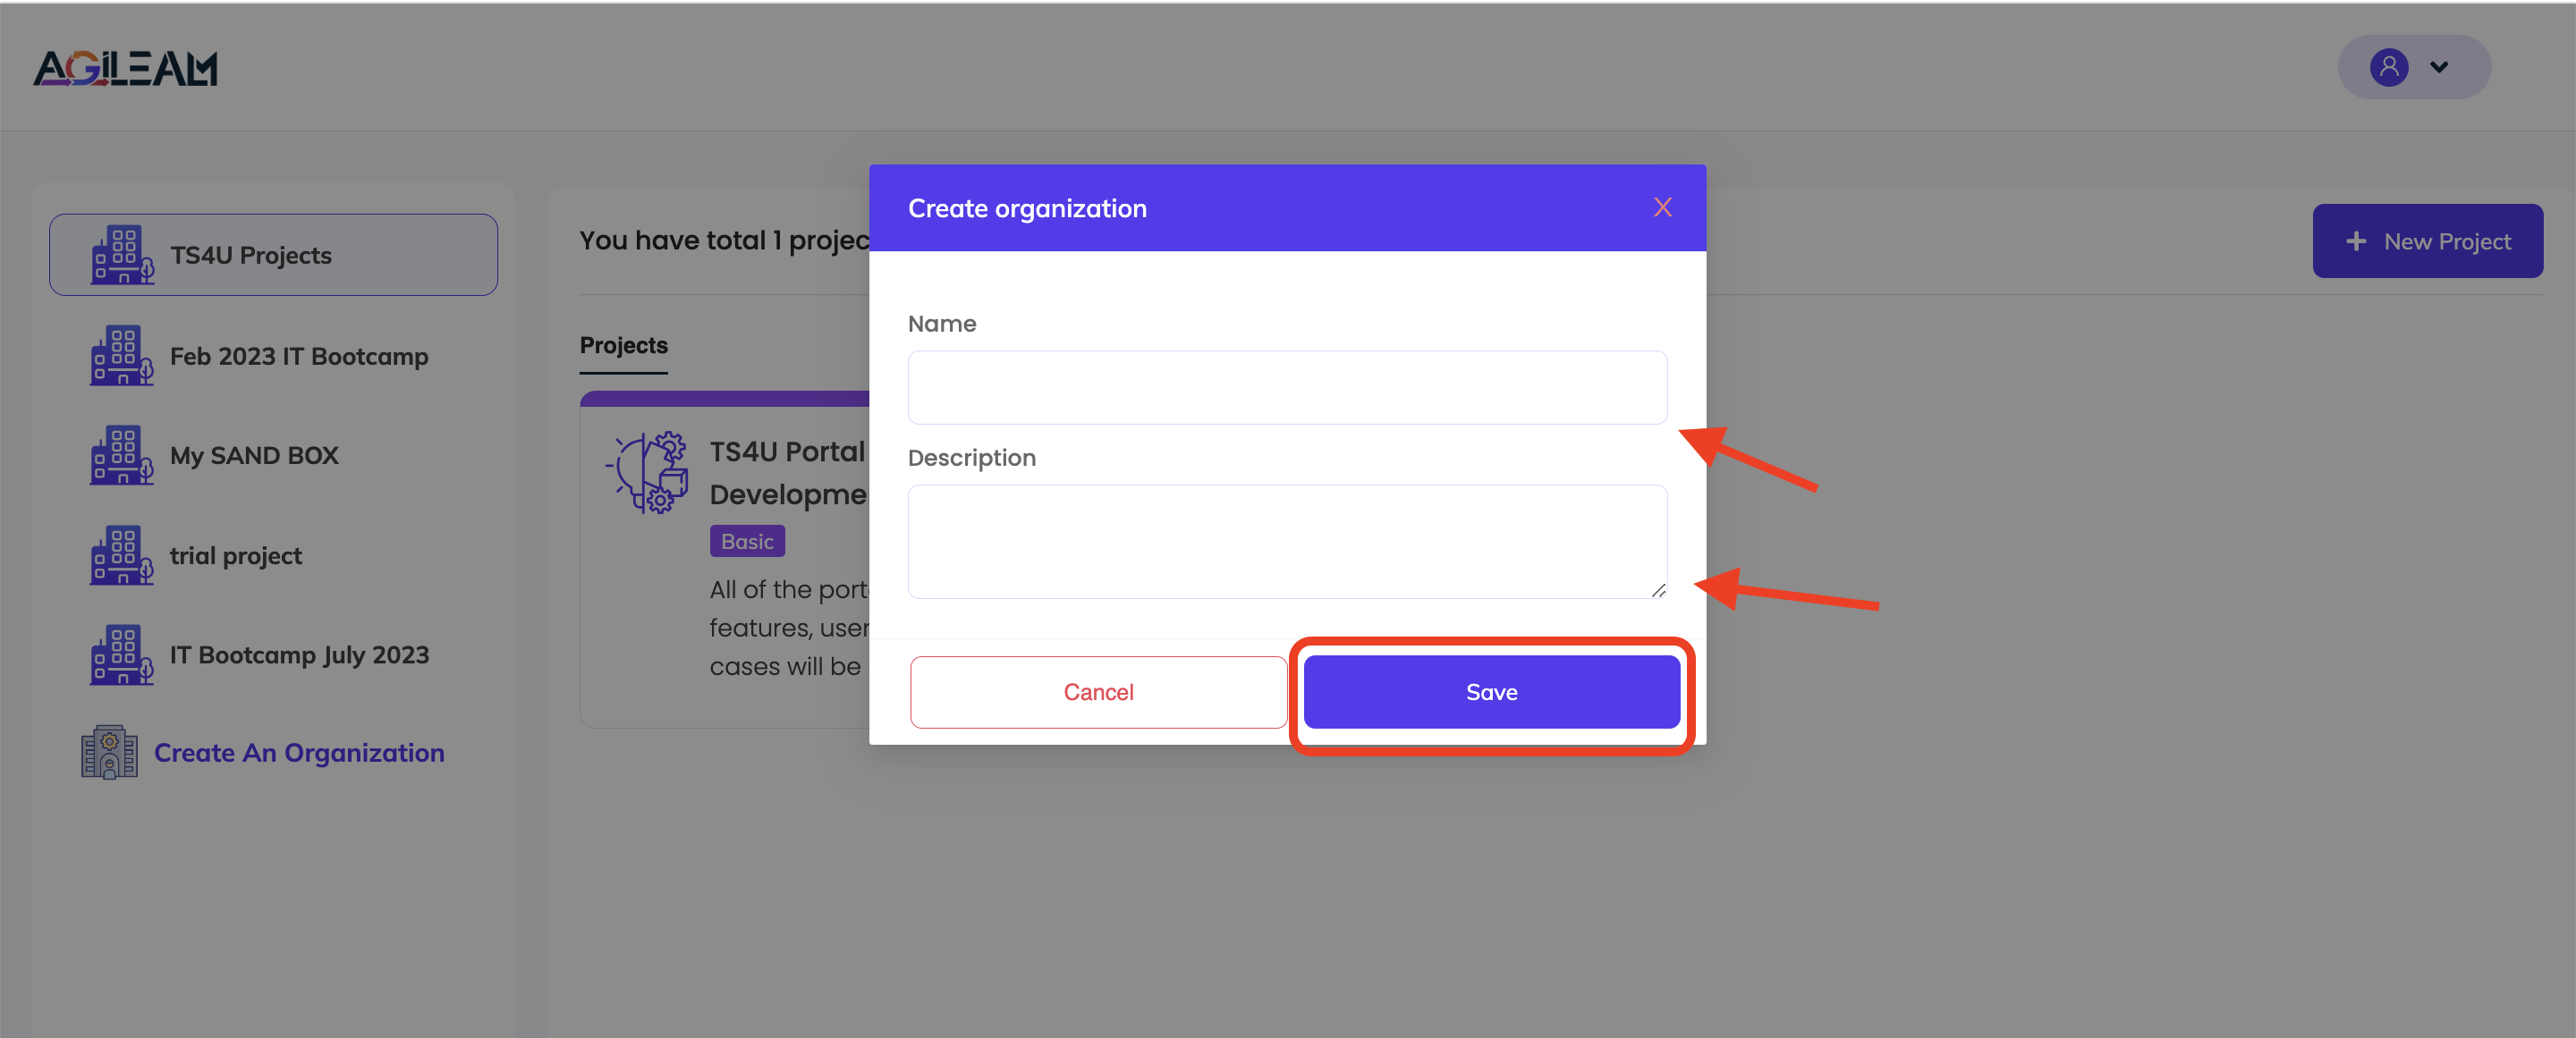 AGiLEAM
TS4U Projects
Feb 2023 IT Bootcamp
My SAND BOX
trial project
IT Bootcamp July 2023
Create An Organization
You have total 1 projec
+ New Project
Projects
TS4U Portal
Developme
Basic
All of the port
features, user
cases will be
Create organization
X
Name
Description
Cancel
Save